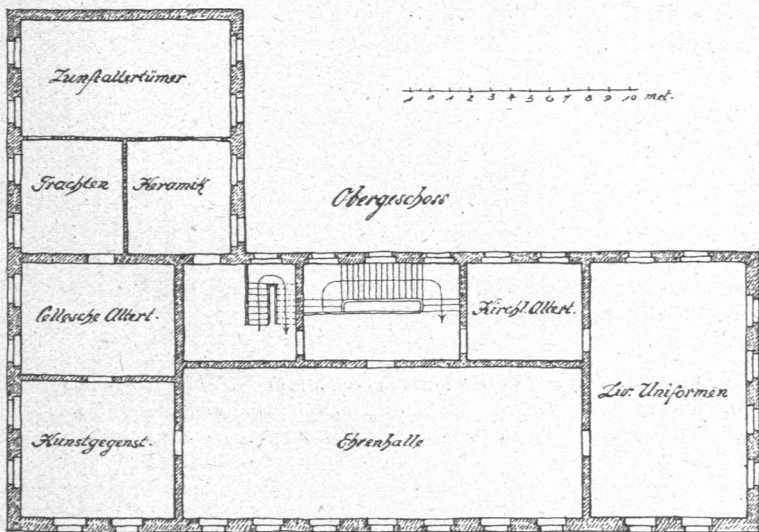 Zunftaltertümer
1 0 1 2 3 4 5 6 7 8 9 10 met.
Trachten
Keramik
Obergeschoss
Cellesche Altert.
Kirchl. Altert.
Ziv. Uniformen
Kunstgegenst.
Ehrenhalle